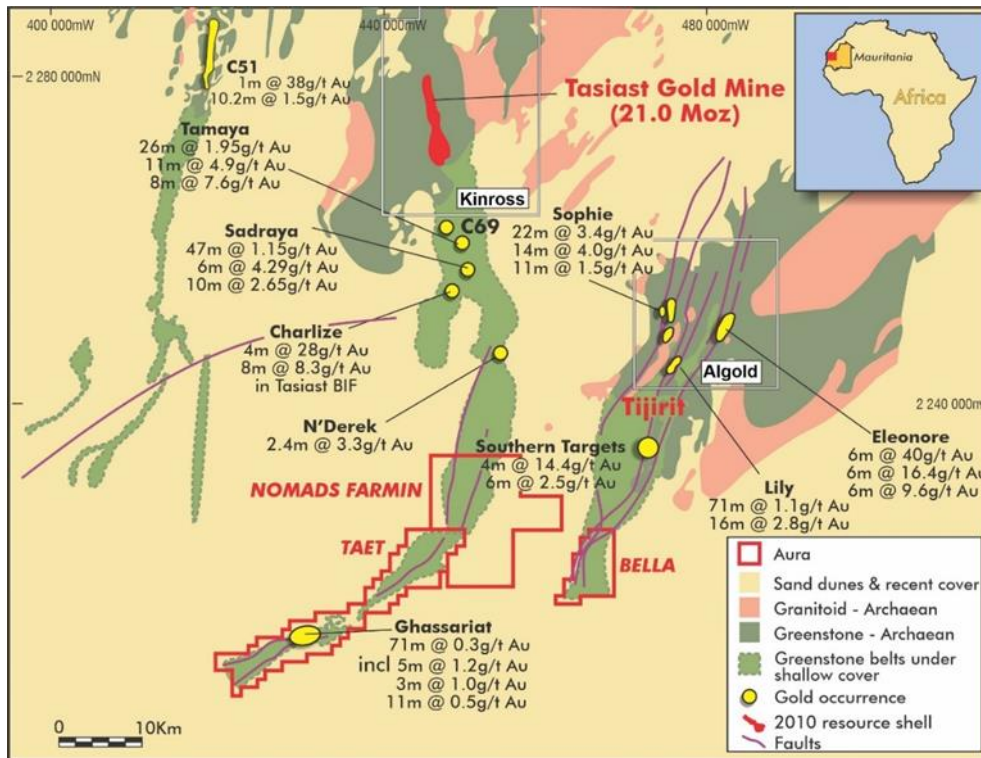 400 000mW
440 000mW
480 000mW
2 280 000mN
C51
1m @ 38g/t Au
10.2m @ 1.5g/t Au
Tamaya
26m @ 1.95g/t Au
11m @ 4.9g/t Au
8m @ 7.6g/t Au
Tasiast Gold Mine
(21.0 Moz)
Mauritania
Africa
Kinross
C69
Sadraya
47m @ 1.15g/t Au
6m @ 4.29g/t Au
10m @ 2.65g/t Au
Sophie
22m @ 3.4g/t Au
14m @ 4.0g/t Au
11m @ 1.5g/t Au
Charlize
4m @ 28g/t Au
8m @ 8.3g/t Au
in Tasiast BIF
Algold
Tijirit
2 240 000mN
N'Derek
2.4m @ 3.3g/t Au
Southern Targets
4m @ 14.4g/t Au
6m @ 2.5g/t Au
Eleonore
6m @ 40g/t Au
6m @ 16.4g/t Au
6m @ 9.6g/t Au
Lily
71m @ 1.1g/t Au
16m @ 2.8g/t Au
NOMADS FARMIN
TAET
BELLA
Ghassariat
71m @ 0.3g/t Au
incl 5m @ 1.2g/t Au
3m @ 1.0g/t Au
11m @ 0.5g/t Au
Aura
Sand dunes & recent cover
Granitoid - Archaean
Greenstone - Archaean
Greenstone belts under
shallow cover
Gold occurrence
2010 resource shell
Faults
0 10Km